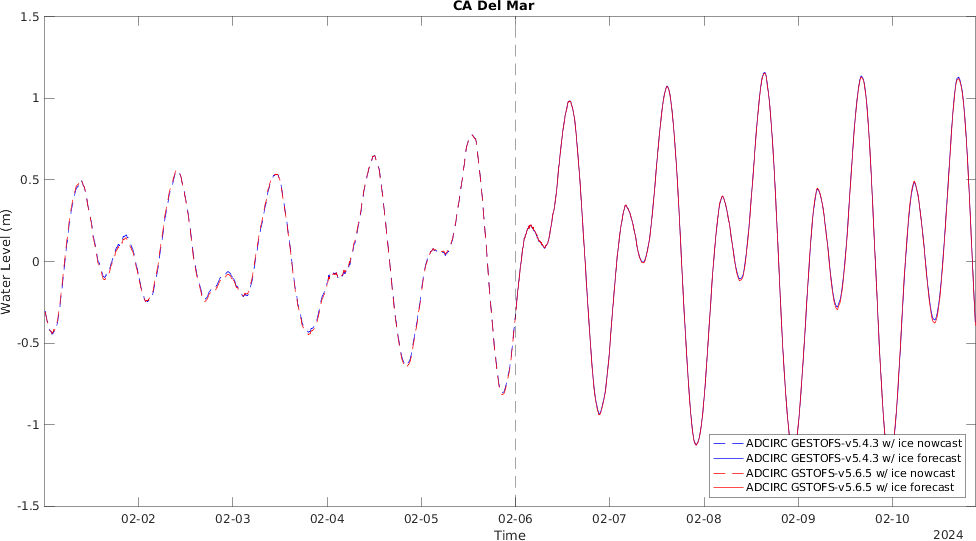 CA Del Mar
1.5
1
0.5
0
-0.5
-1
-1.5
Water Level (m)
02-02
02-03
02-04
02-05
02-06
02-07
02-08
02-09
02-10
Time
2024
ADCIRC GESTOFS-v5.4.3 w/ ice nowcast
ADCIRC GESTOFS-v5.4.3 w/ ice forecast
ADCIRC GSTOFS-v5.6.5 w/ ice nowcast
ADCIRC GSTOFS-v5.6.5 w/ ice forecast